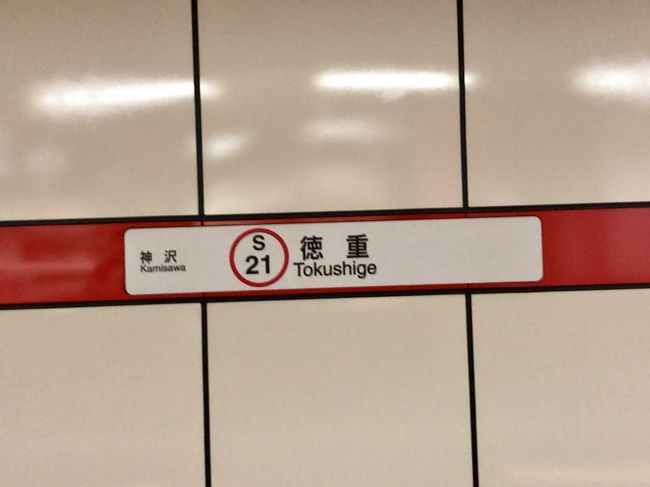 神沢
Kamisawa
S
21
徳重
Tokushige